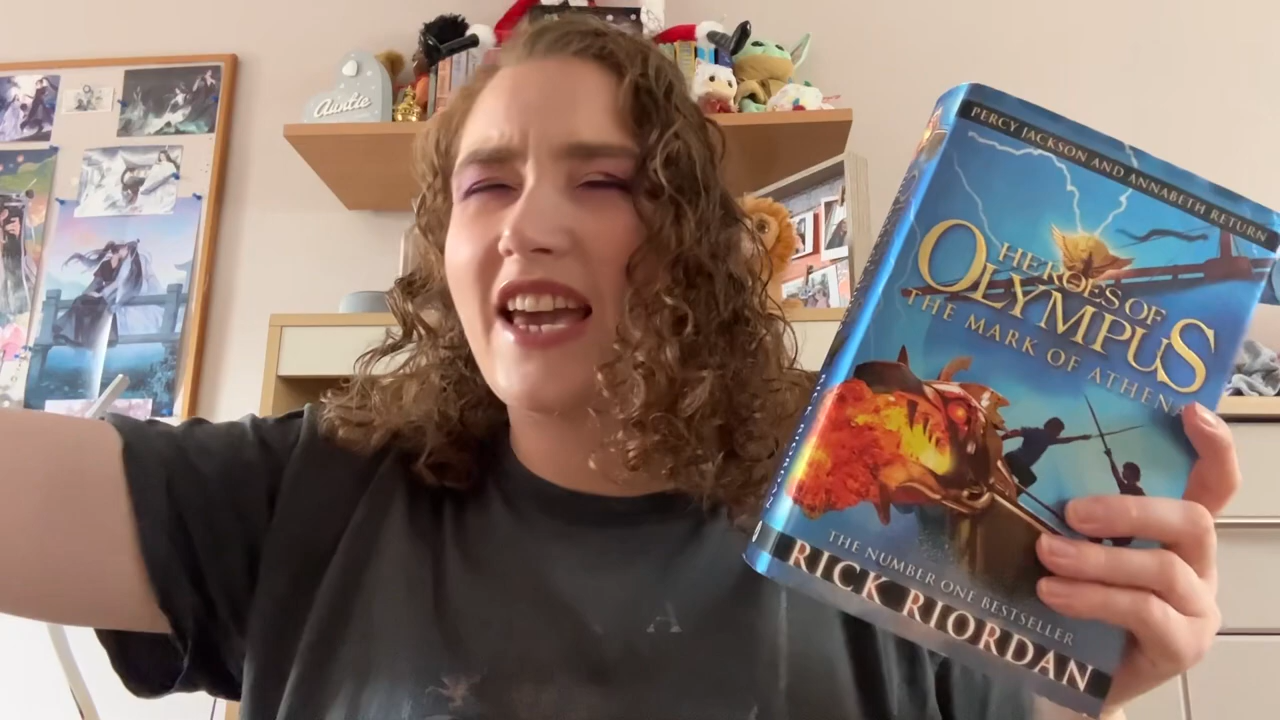 Auntie
PERCY JACKSON AND ANNABETH RETURN
HEROES OF
OLYMPUS
THE MARK OF ATHENA
THE NUMBER ONE BESTSELLER
RICK RIORDAN
A